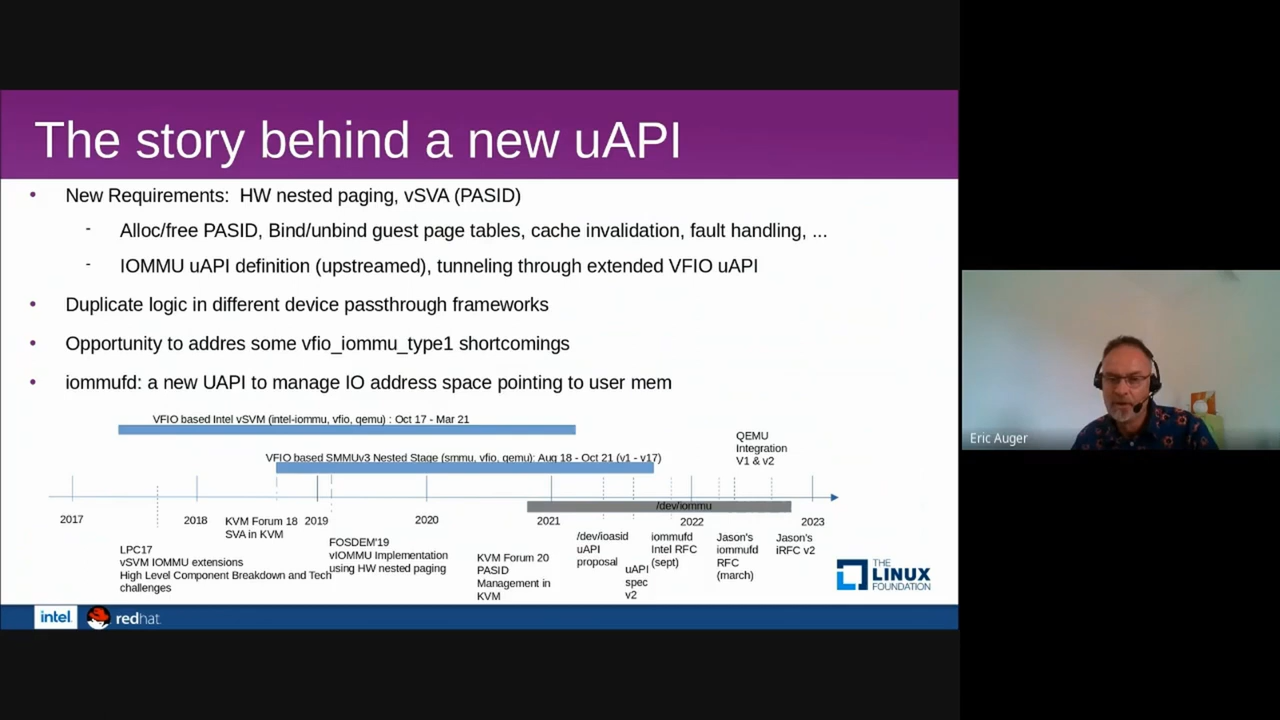 The story behind a new uAPI
• New Requirements: HW nested paging, vSVA (PASID)
- Alloc/free PASID, Bind/unbind guest page tables, cache invalidation, fault handling, ...
- IOMMU uAPI definition (upstreamed), tunneling through extended VFIO uAPI
• Duplicate logic in different device passthrough frameworks
• Opportunity to addres some vfio_iommu_type1 shortcomings
• iommufd: a new UAPI to manage IO address space pointing to user mem
VFIO based Intel vSVM (intel-iommu, vfio, qemu) : Oct 17 - Mar 21
VFIO based SMMUv3 Nested Stage (smmu, vfio, qemu): Aug 18 - Oct 21 (v1 - v17)
QEMU
Integration
V1 & v2
/dev/iommu
2017
2018
2019
2020
2021
2022
2023
LPC17
vSVM IOMMU extensions
High Level Component Breakdown and Tech
challenges
KVM Forum 18
SVA in KVM
FOSDEM'19
vIOMMU Implementation
using HW nested paging
KVM Forum 20
PASID
Management in
KVM
/dev/ioasid
uAPI
proposal
uAPI
spec
v2
iommufd
Intel RFC
(sept)
Jason's
iommufd
RFC
(march)
Jason's
iRFC v2
THE
LINUX
FOUNDATION
intel
redhat
Eric Auger